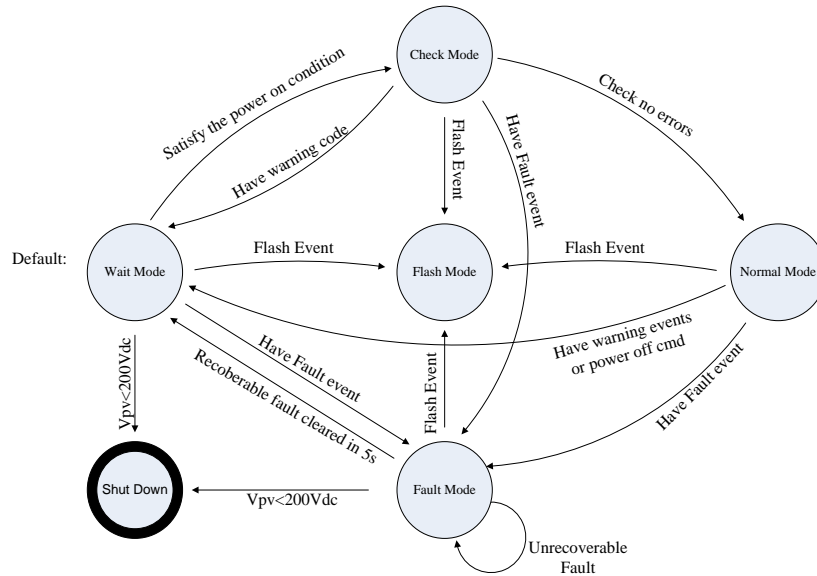 Check Mode
Satisfy the power on condition
Have warning code
Flash Event
Have Fault event
Check no errors
Default:
Wait Mode
Flash Event
Flash Mode
Flash Event
Normal Mode
Have warning events
or power off cmd
Have Fault event
Recoberable fault cleared in 5s
Vpv<200Vdc
Flash Event
Have Fault event
Shut Down
Vpv<200Vdc
Fault Mode
Unrecoverable
Fault